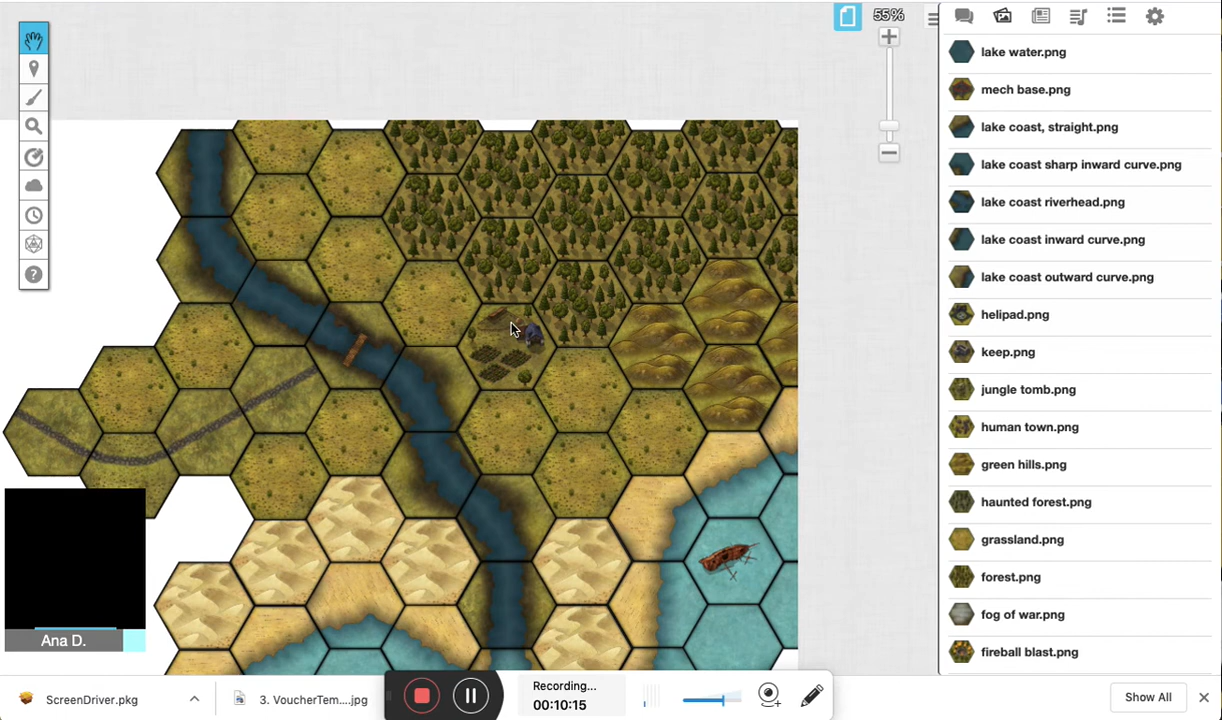 55%
lake water.png
mech base.png
lake coast, straight.png
lake coast sharp inward curve.png
lake coast riverhead.png
lake coast inward curve.png
lake coast outward curve.png
helipad.png
keep.png
jungle tomb.png
human town.png
green hills.png
haunted forest.png
grassland.png
forest.png
fog of war.png
fireball blast.png
Ana D.
ScreenDriver.pkg
3. VoucherTem....jpg
Recording...
00:10:15
Show All